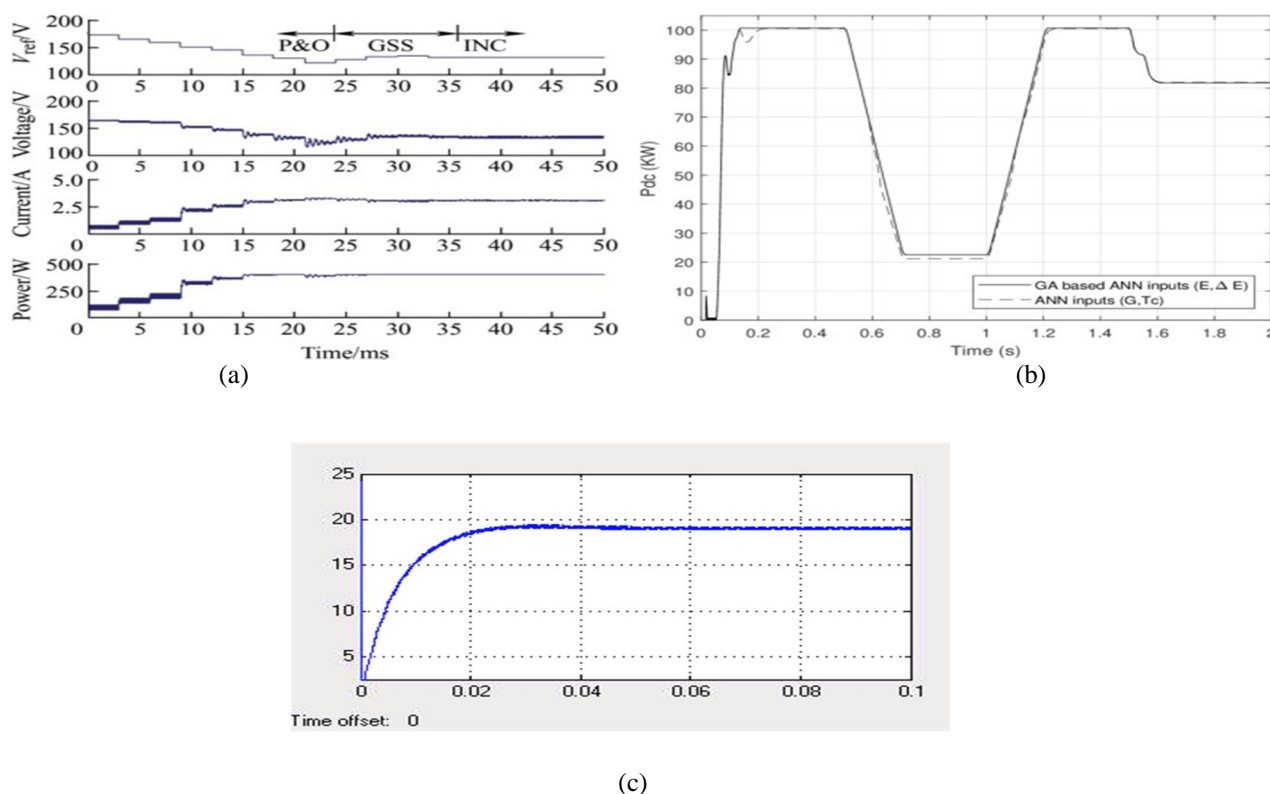 200
150
100
V_ref/V
P&O GSS INC
0 5 10 15 20 25 30 35 40 45 50
200
150
100
Voltage/V
0 5 10 15 20 25 30 35 40 45 50
5.0
2.5
0
Current/A
0 5 10 15 20 25 30 35 40 45 50
500
250
Power/W
0 5 10 15 20 25 30 35 40 45 50
Time/ms
(a)
100
90
80
70
60
50
40
30
20
10
0
Pdc (KW)
GA based ANN inputs (E,Δ E)
ANN inputs (G,Tc)
0 0.2 0.4 0.6 0.8 1 1.2 1.4 1.6 1.8 2
Time (s)
(b)
25
20
15
10
5
0 0.02 0.04 0.06 0.08 0.1
Time offset: 0
(c)